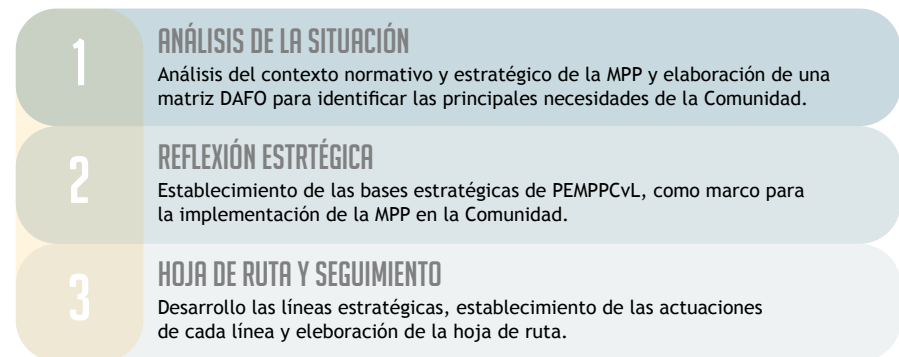 1
ANÁLISIS DE LA SITUACIÓN
Análisis del contexto normativo y estratégico de la MPP y elaboración de una
matriz DAFO para identificar las principales necesidades de la Comunidad.
2
REFLEXIÓN ESTRTÉGICA
Establecimiento de las bases estratégicas de PEMPPCvL, como marco para
la implementación de la MPP en la Comunidad.
3
HOJA DE RUTA Y SEGUIMIENTO
Desarrollo las líneas estratégicas, establecimiento de las actuaciones
de cada línea y eleboración de la hoja de ruta.